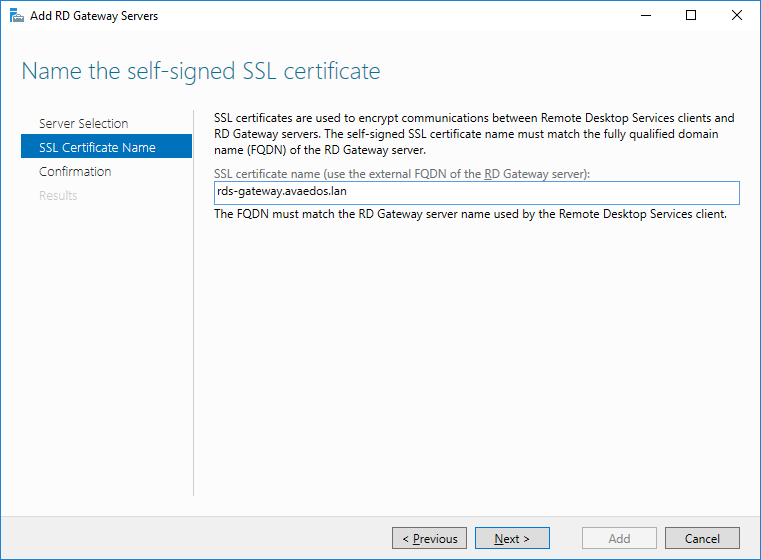 Add RD Gateway Servers
Name the self-signed SSL certificate
Server Selection
SSL Certificate Name
Confirmation
Results
SSL certificates are used to encrypt communications between Remote Desktop Services clients and
RD Gateway servers. The self-signed SSL certificate name must match the fully qualified domain
name (FQDN) of the RD Gateway server.
SSL certificate name (use the external FQDN of the RD Gateway server):
rds-gateway.avaedos.lan
The FQDN must match the RD Gateway server name used by the Remote Desktop Services client.
< Previous
Next >
Add
Cancel